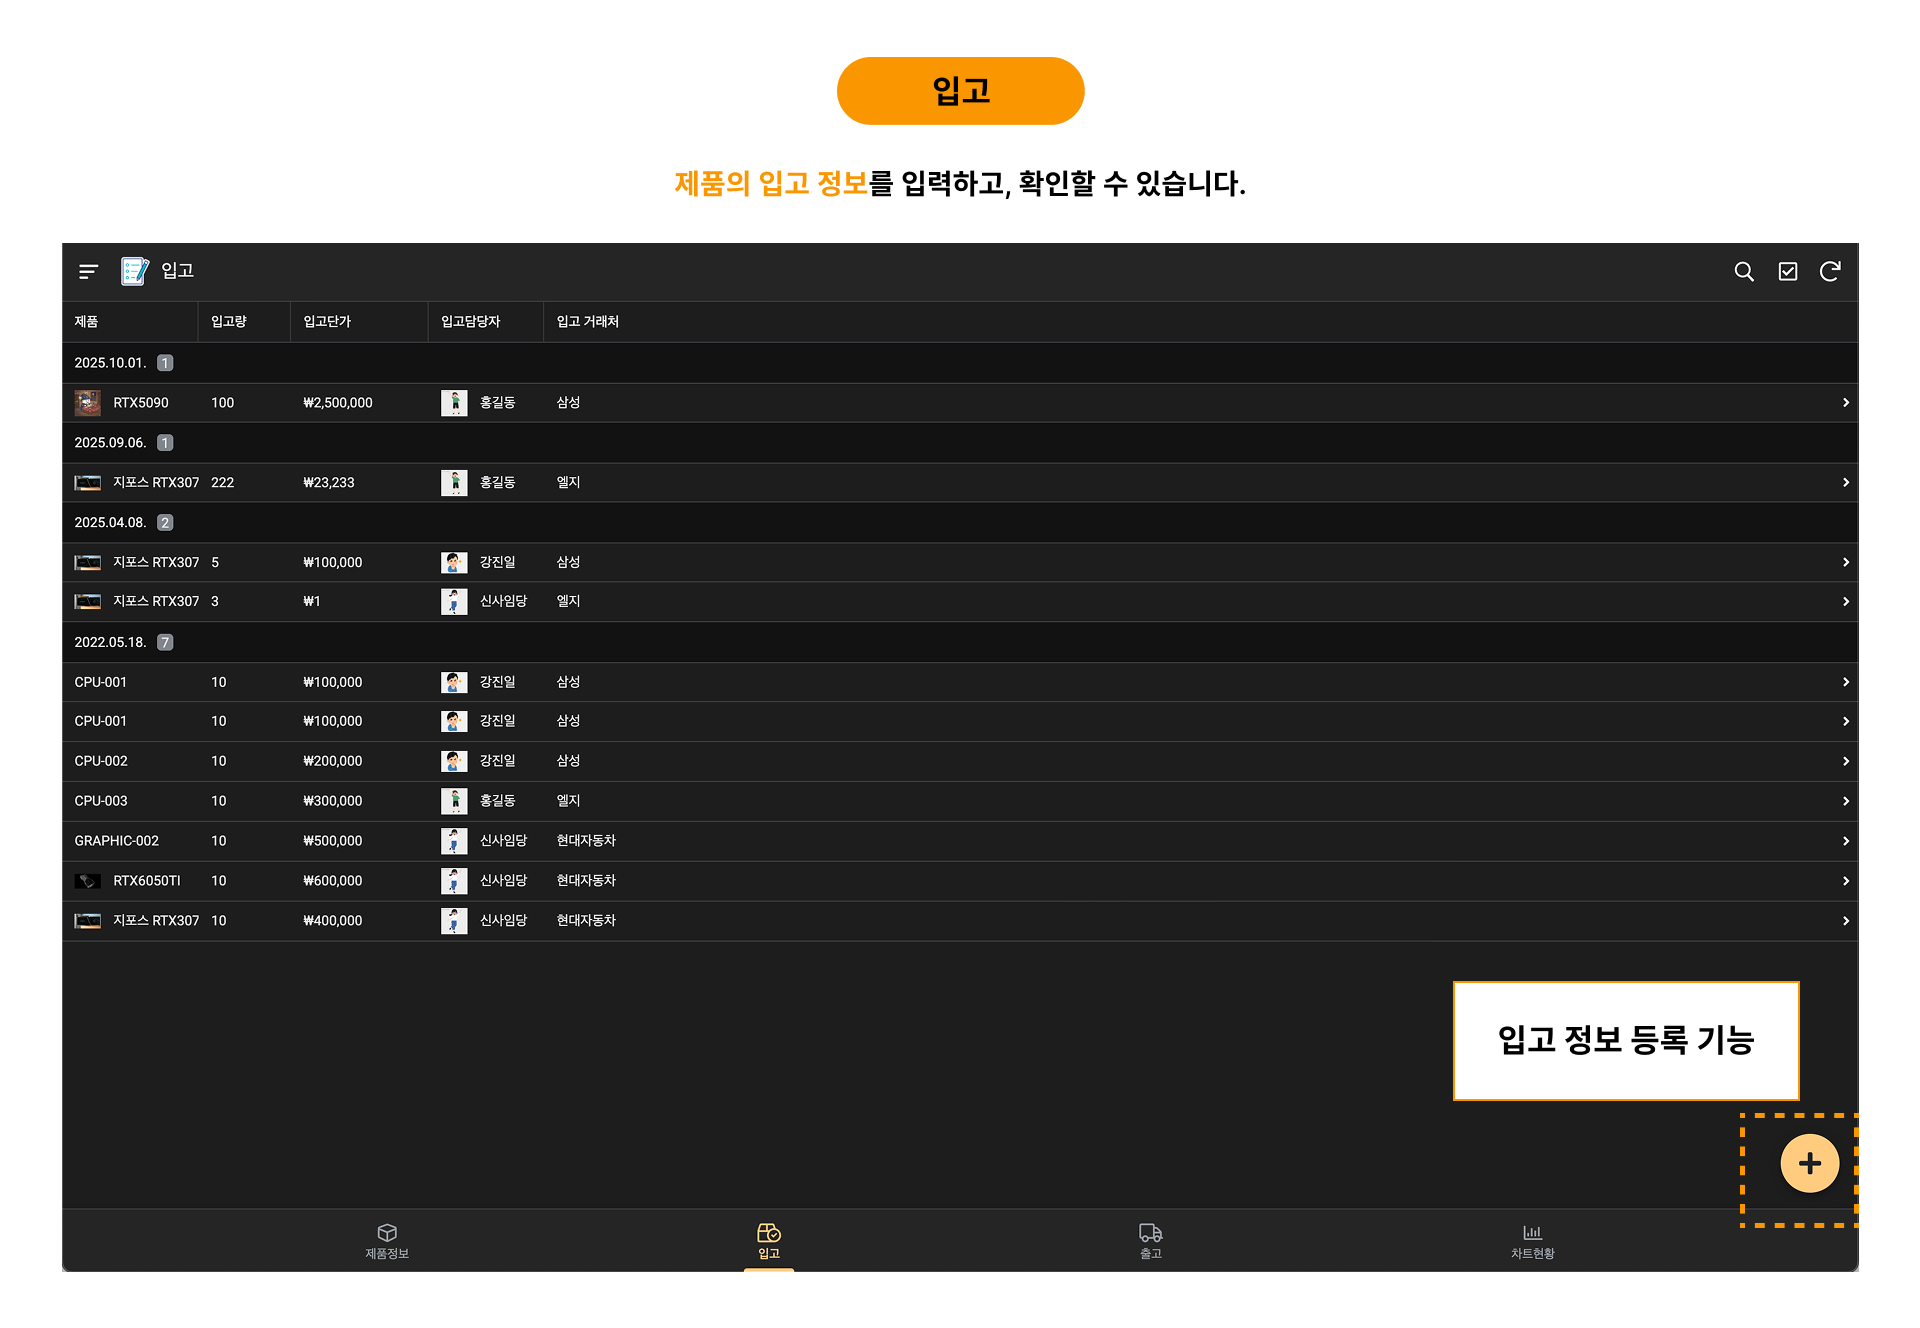 입고
제품의 입고 정보를 입력하고, 확인할 수 있습니다.
입고
제품 입고량 입고단가 입고담당자 입고 거래처
2025.10.01. 1
RTX5090 100 ₩2,500,000 홍길동 삼성
2025.09.06. 1
지포스 RTX307 222 ₩23,233 홍길동 엘지
2025.04.08. 2
지포스 RTX307 5 ₩100,000 강진일 삼성
지포스 RTX307 3 ₩1 신사임당 엘지
2022.05.18. 7
CPU-001 10 ₩100,000 강진일 삼성
CPU-001 10 ₩100,000 강진일 삼성
CPU-002 10 ₩200,000 강진일 삼성
CPU-003 10 ₩300,000 홍길동 엘지
GRAPHIC-002 10 ₩500,000 신사임당 현대자동차
RTX6050TI 10 ₩600,000 신사임당 현대자동차
지포스 RTX307 10 ₩400,000 신사임당 현대자동차
입고 정보 등록 기능
제품정보 입고 출고 차트현황